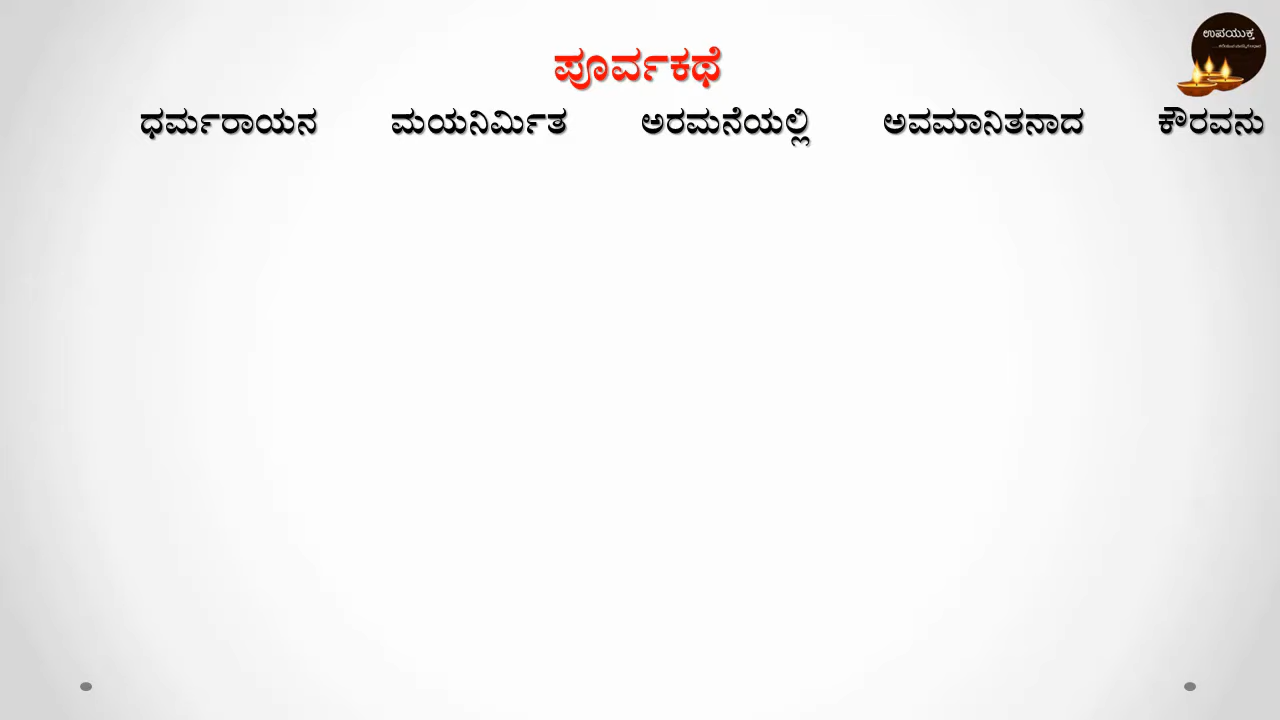 ಉಪಯುಕ್ತ
ಪೂರ್ವಕಥೆ
ಧರ್ಮರಾಯನ ಮಯನಿರ್ಮಿತ ಅರಮನೆಯಲ್ಲಿ ಅವಮಾನಿತನಾದ ಕೌರವನು